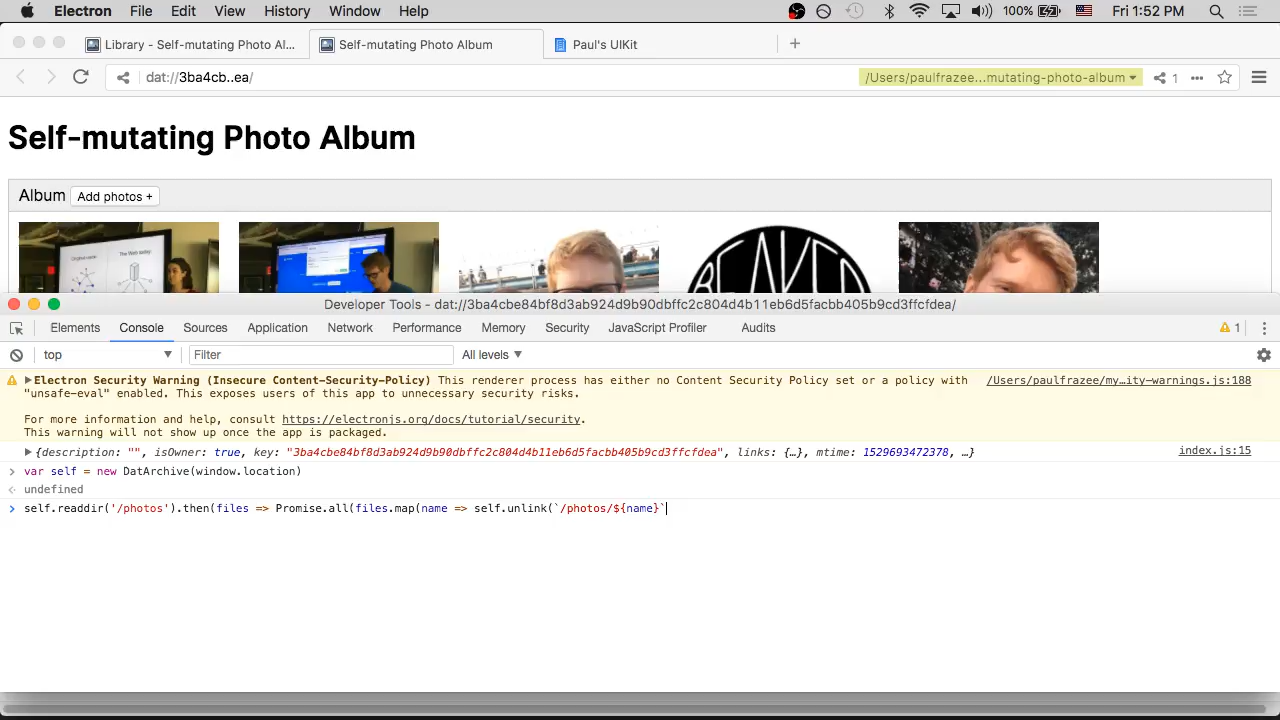 Electron File Edit View History Window Help 100% Fri 1:52 PM
Library - Self-mutating Photo Al... Self-mutating Photo Album Paul's UIKit
dat://3ba4cb..ea/ /Users/paulfrazee...mutating-photo-album 1
Self-mutating Photo Album
Album Add photos +
The Web today
BEAKER
Developer Tools - dat://3ba4cbe84bf8d3ab924d9b90dbffc2c804d4b11eb6d5facbb405b9cd3ffcfdea/
Elements Console Sources Application Network Performance Memory Security JavaScript Profiler Audits 1
top Filter All levels
Electron Security Warning (Insecure Content-Security-Policy) This renderer process has either no Content Security Policy set or a policy with /Users/paulfrazee/my…ity-warnings.js:188
"unsafe-eval" enabled. This exposes users of this app to unnecessary security risks.
For more information and help, consult https://electronjs.org/docs/tutorial/security.
This warning will not show up once the app is packaged.
{description: "", isOwner: true, key: "3ba4cbe84bf8d3ab924d9b90dbffc2c804d4b11eb6d5facbb405b9cd3ffcfdea", links: {…}, mtime: 1529693472378, …} index.js:15
> var self = new DatArchive(window.location)
undefined
> self.readdir('/photos').then(files => Promise.all(files.map(name => self.unlink(`/photos/${name}`